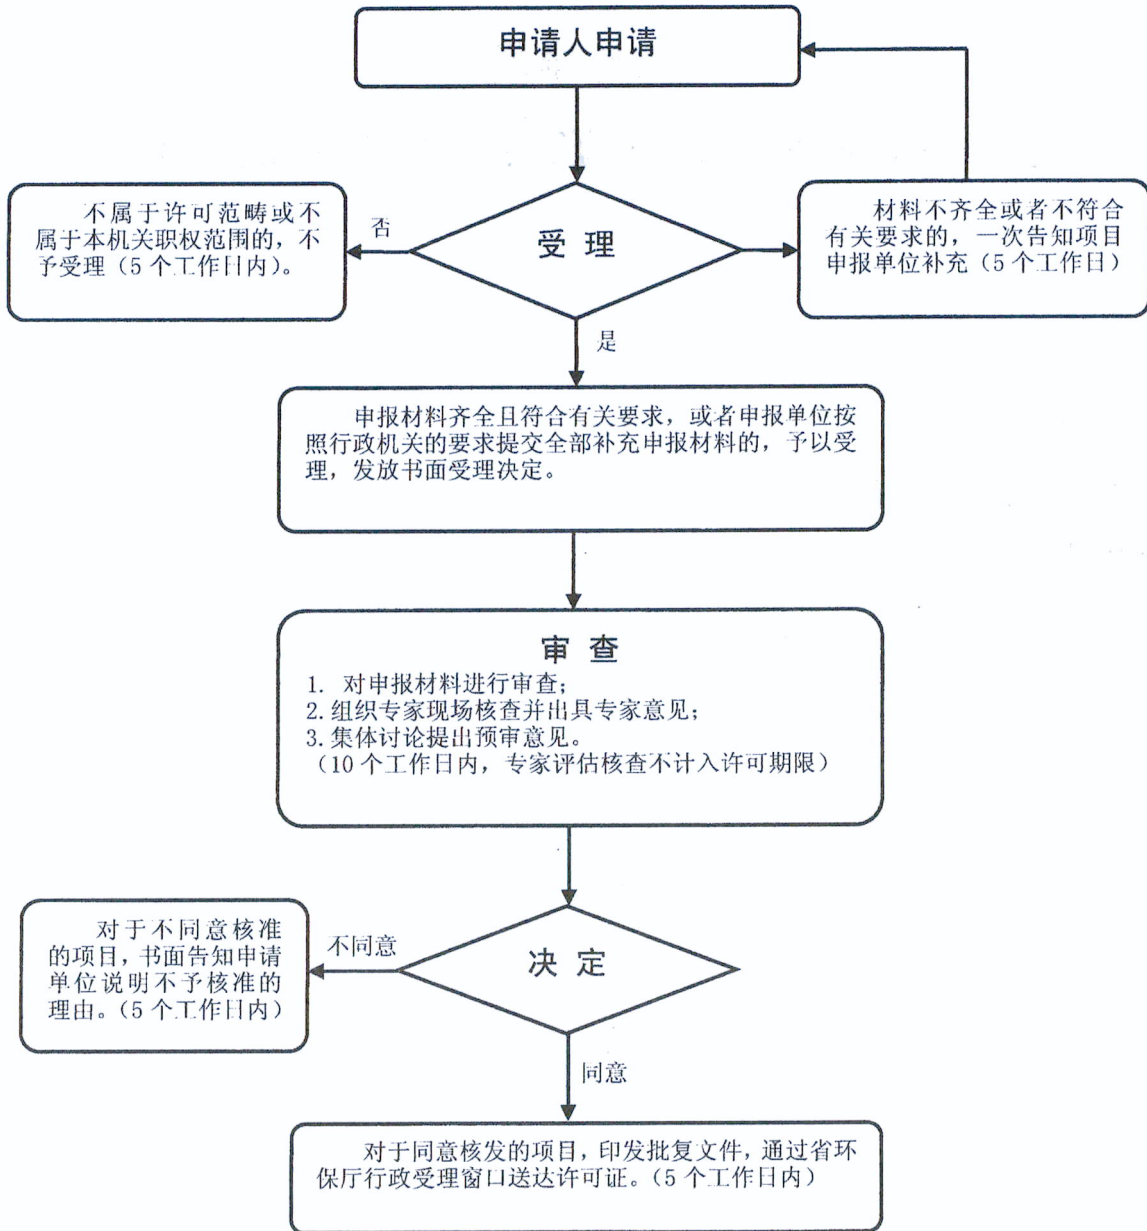 申请人申请
不属于许可范畴或不
属于本机关职权范围的，不
予受理（5 个工作日内）。
否
受 理
材料不齐全或者不符合
有关要求的，一次告知项目
申报单位补充（5 个工作日）
是
申报材料齐全且符合有关要求，或者申报单位按
照行政机关的要求提交全部补充申报材料的，予以受
理，发放书面受理决定。
审 查
1. 对申报材料进行审查；
2.组织专家现场核查并出具专家意见；
3.集体讨论提出预审意见。
（10 个工作日内，专家评估核查不计入许可期限）
对于不同意核准
的项目，书面告知申请
单位说明不予核准的
理由。（5 个工作日内）
不同意
决 定
同意
对于同意核发的项目，印发批复文件，通过省环
保厅行政受理窗口送达许可证。（5 个工作日内）